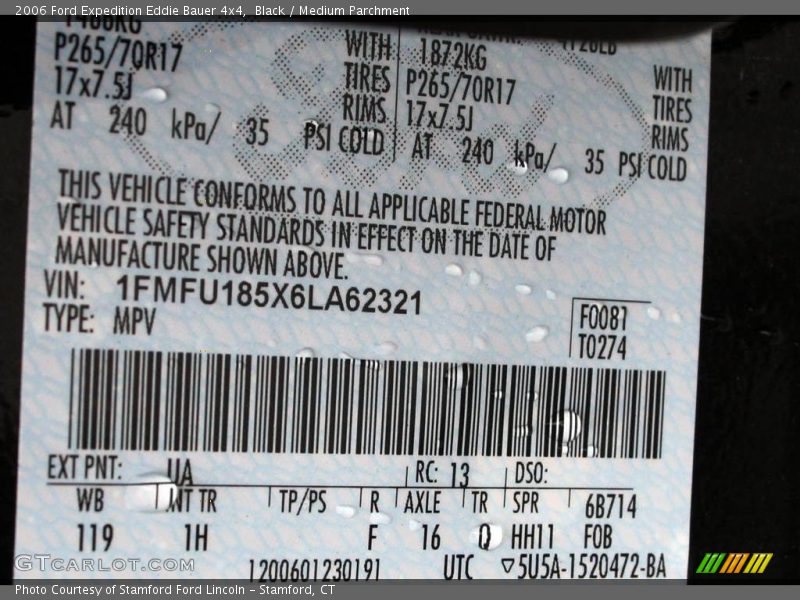 2006 Ford Expedition Eddie Bauer 4x4, Black / Medium Parchment
WITH 1872KG
P265/70R17 TIRES P265/70R17 WITH
17x7.5J RIMS 17x7.5J TIRES
AT 240 kPa/ 35 PSI COLD AT 240 kPa/ 35 PSI COLD RIMS
THIS VEHICLE CONFORMS TO ALL APPLICABLE FEDERAL MOTOR
VEHICLE SAFETY STANDARDS IN EFFECT ON THE DATE OF
MANUFACTURE SHOWN ABOVE.
VIN: 1FMFU185X6LA62321
TYPE: MPV
F0081
T0274
EXT PNT: UA RC: 13 DSO:
WB INT TR TP/PS R AXLE TR SPR 6B714
119 1H F 16 Q HH11 FOB
1200601230191 UTC ▽5U5A-1520472-BA
GTCARLOT.COM
Photo Courtesy of Stamford Ford Lincoln - Stamford, CT